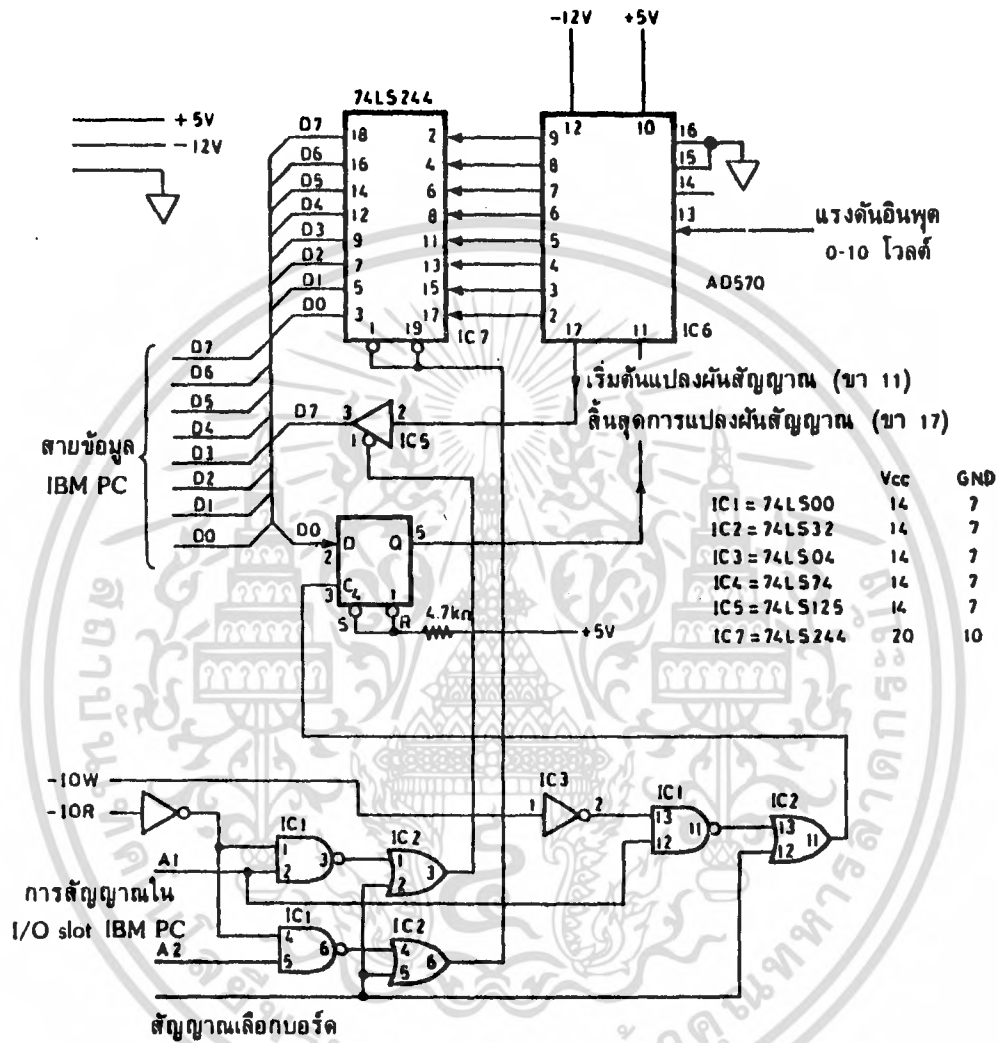 -12V +5V
74LS244
+5V
-12V
D7 18 2 9 12 10 16
D6 16 4 8 15
D5 14 6 7 14
D4 12 8 6 13
D3 9 11 5
แรงดันอินพุต
0-10 โวลต์
D2 7 13 4
D1 5 15 3
AD570
D0 3 17 2
1 19 IC7 17 11 IC6
D7
D6
D5
D4
D3
D2
D1
D0
สายข้อมูล
IBM PC
เริ่มต้นแปลงผันสัญญาณ (ขา 11)
สิ้นสุดการแปลงผันสัญญาณ (ขา 17)
D7 3 2
1 IC5
D0 D Q 5
2
3 C 4 1
S R 4.7kΩ
+5V
Vcc GND
IC1 = 74LS00 14 7
IC2 = 74LS32 14 7
IC3 = 74LS04 14 7
IC4 = 74LS74 14 7
IC5 = 74LS125 14 7
IC7 = 74LS244 20 10
-10W
-10R
IC3
1 2
IC1
13 11
12
IC2
13 11
12
IC1
1 3
2
IC2
1 3
2
A1
การสัญญาณใน
I/O slot IBM PC
IC1
4 6
5
IC2
4 6
5
A2
สัญญาณเลือกบอร์ด